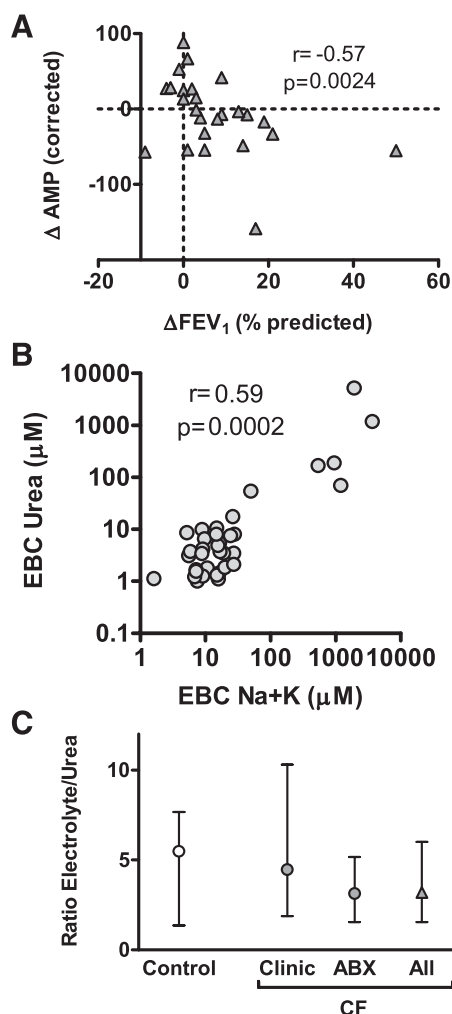 A
Δ AMP (corrected)
100
0
-100
r= -0.57
p=0.0024
-20 0 20 40 60
ΔFEV1 (% predicted)
B
EBC Urea (μM)
10000
1000
100
10
1
0.1
r= 0.59
p=0.0002
1 10 100 1000 10000
EBC Na+K (μM)
C
Ratio Electrolyte/Urea
10
5
0
Control Clinic ABX All
CF